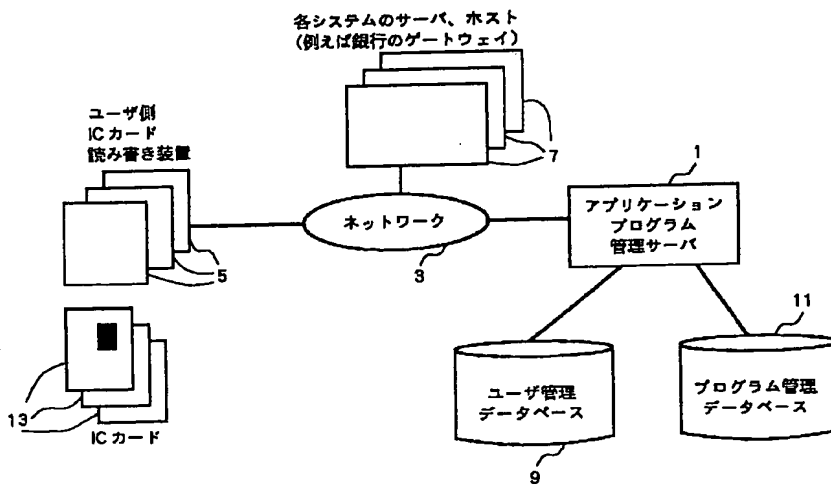 各システムのサーバ、ホスト
(例えば銀行のゲートウェイ)
7
ユーザ側
ICカード
読み書き装置
5
ネットワーク
3
1
アプリケーション
プログラム
管理サーバ
11
ユーザ管理
データベース
9
プログラム管理
データベース
13
ICカード